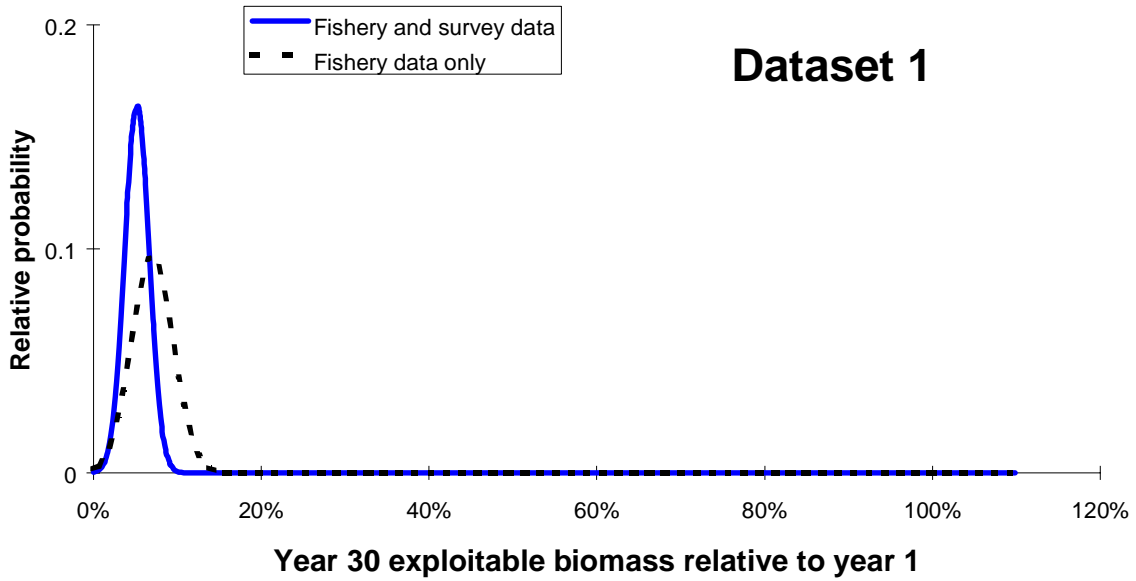 0.2
Fishery and survey data
Fishery data only
Dataset 1
Relative probability
0.1
0
0%
20%
40%
60%
80%
100%
120%
Year 30 exploitable biomass relative to year 1